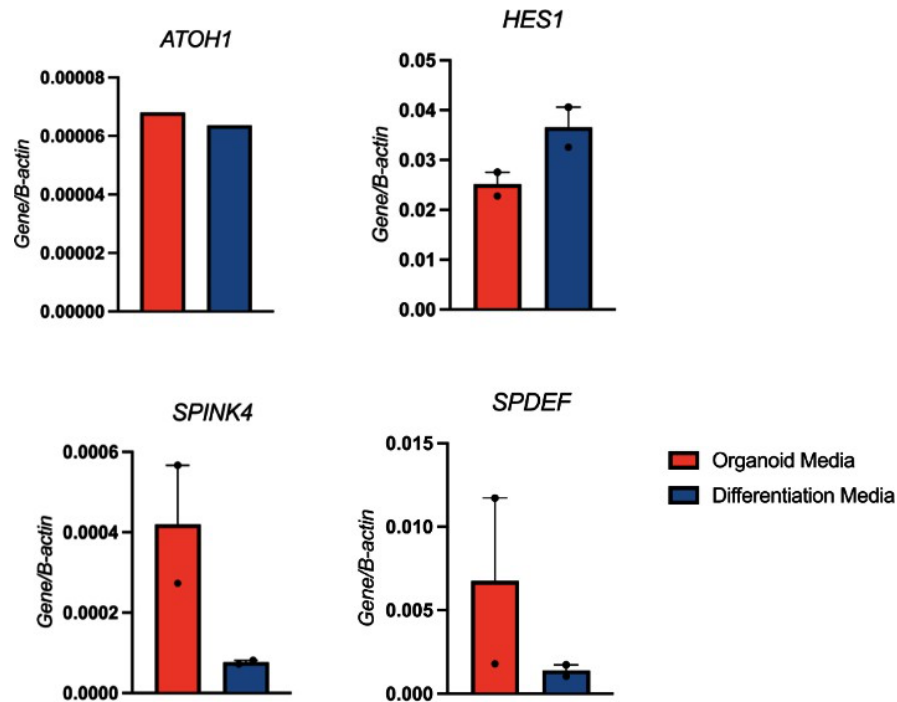 ATOH1
Gene/B-actin
0.00008
0.00006
0.00004
0.00002
0.00000
HES1
Gene/B-actin
0.05
0.04
0.03
0.02
0.01
0.00
SPINK4
Gene/B-actin
0.0006
0.0004
0.0002
0.0000
SPDEF
Gene/B-actin
0.015
0.010
0.005
0.000
Organoid Media
Differentiation Media